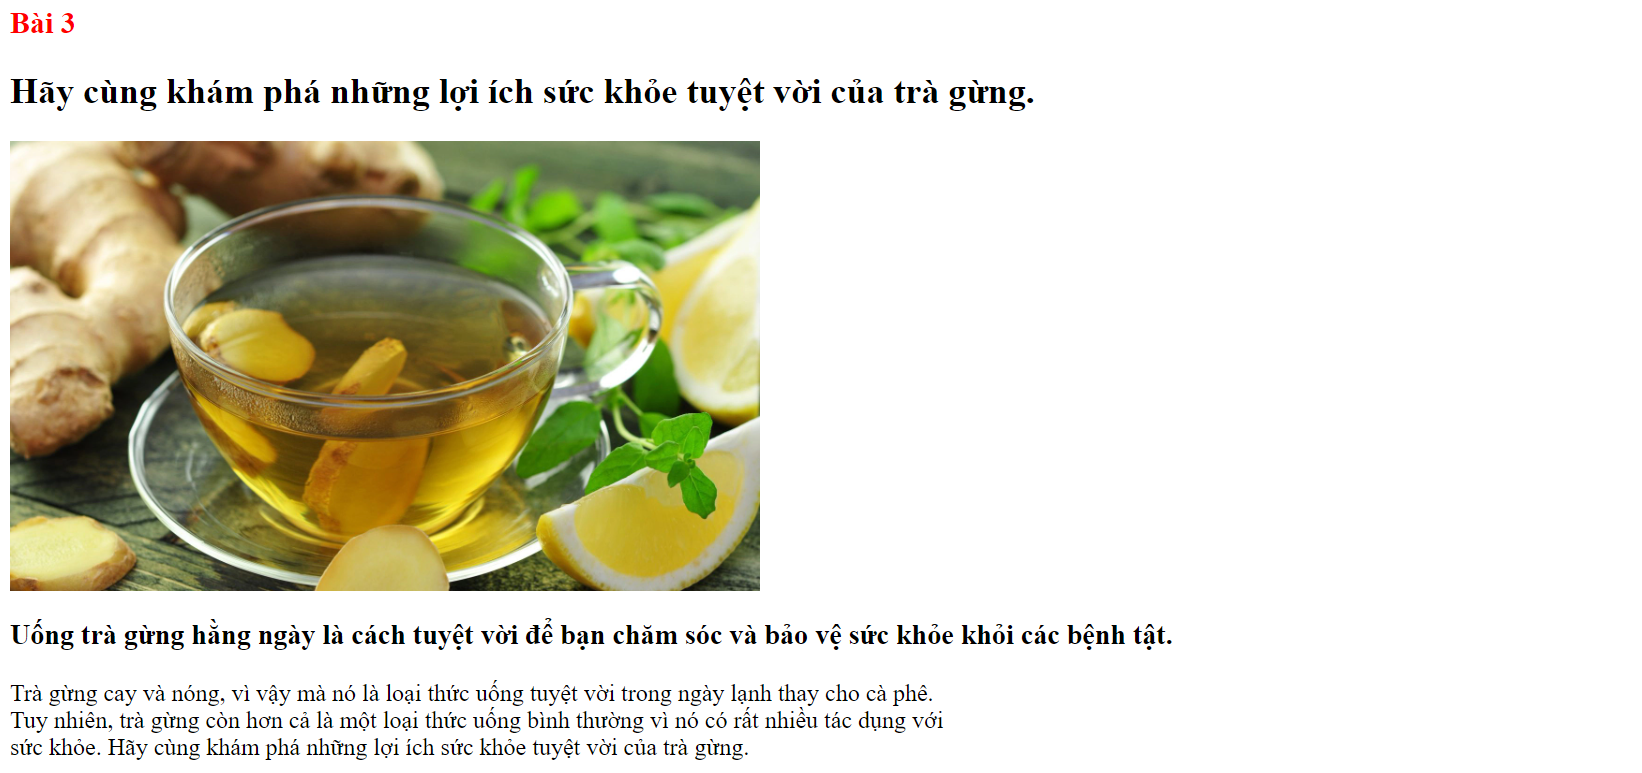 Bài 3
Hãy cùng khám phá những lợi ích sức khỏe tuyệt vời của trà gừng.
Uống trà gừng hằng ngày là cách tuyệt vời để bạn chăm sóc và bảo vệ sức khỏe khỏi các bệnh tật.
Trà gừng cay và nóng, vì vậy mà nó là loại thức uống tuyệt vời trong ngày lạnh thay cho cà phê.
Tuy nhiên, trà gừng còn hơn cả là một loại thức uống bình thường vì nó có rất nhiều tác dụng với
sức khỏe. Hãy cùng khám phá những lợi ích sức khỏe tuyệt vời của trà gừng.